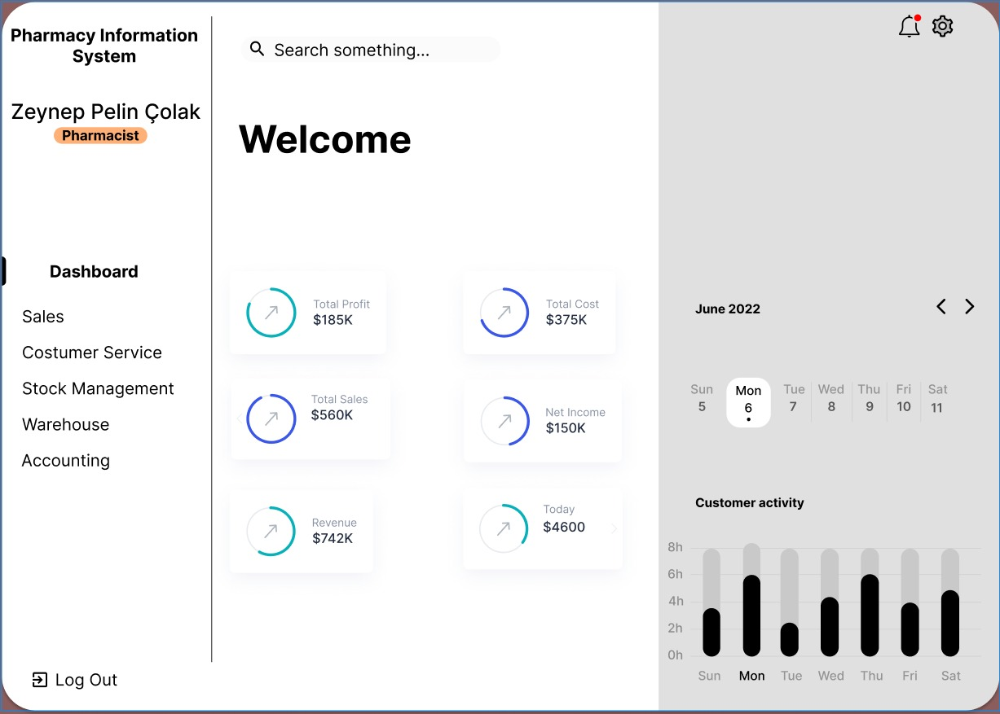 Pharmacy Information
System
Zeynep Pelin Çolak
Pharmacist
Dashboard
Sales
Costumer Service
Stock Management
Warehouse
Accounting
Log Out
Search something...
Welcome
Total Profit
$185K
Total Cost
$375K
Total Sales
$560K
Net Income
$150K
Revenue
$742K
Today
$4600
June 2022
Sun Mon Tue Wed Thu Fri Sat
5 6 7 8 9 10 11
Customer activity
8h
6h
4h
2h
0h
Sun Mon Tue Wed Thu Fri Sat